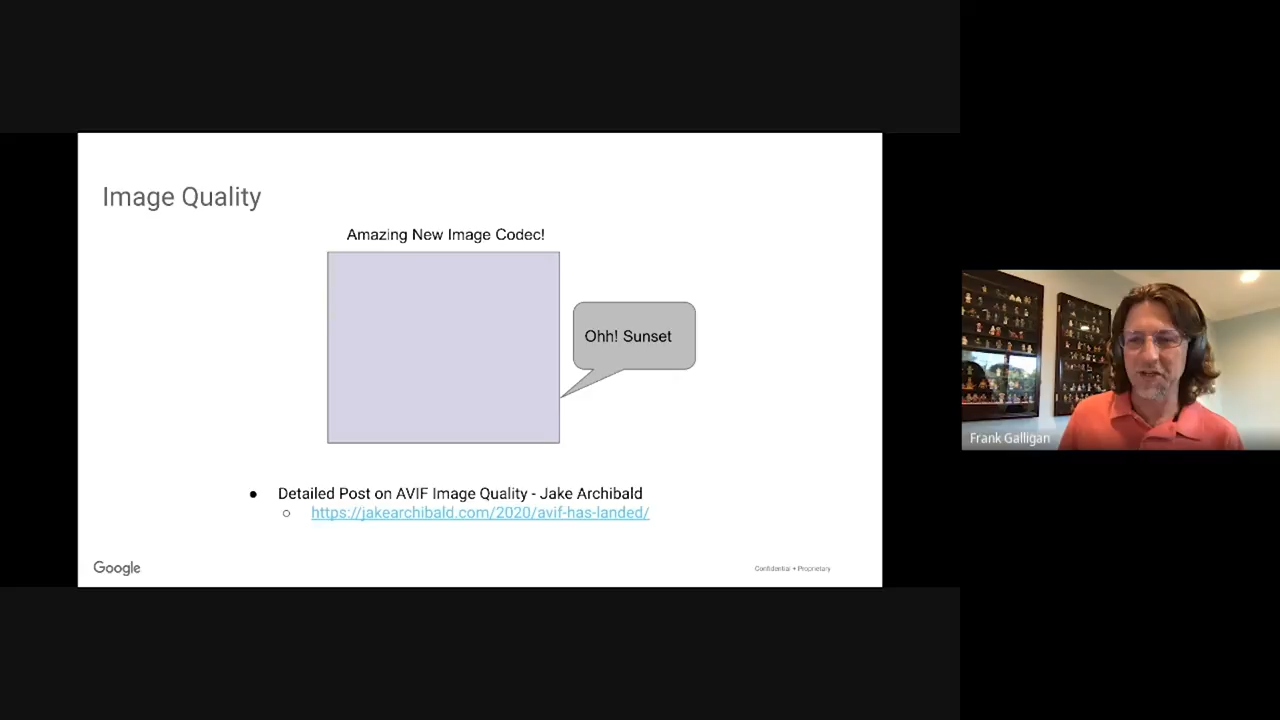 Image Quality
Amazing New Image Codec!
Ohh! Sunset
● Detailed Post on AVIF Image Quality - Jake Archibald
○ https://jakearchibald.com/2020/avif-has-landed/
Google
Confidential + Proprietary
Frank Galligan